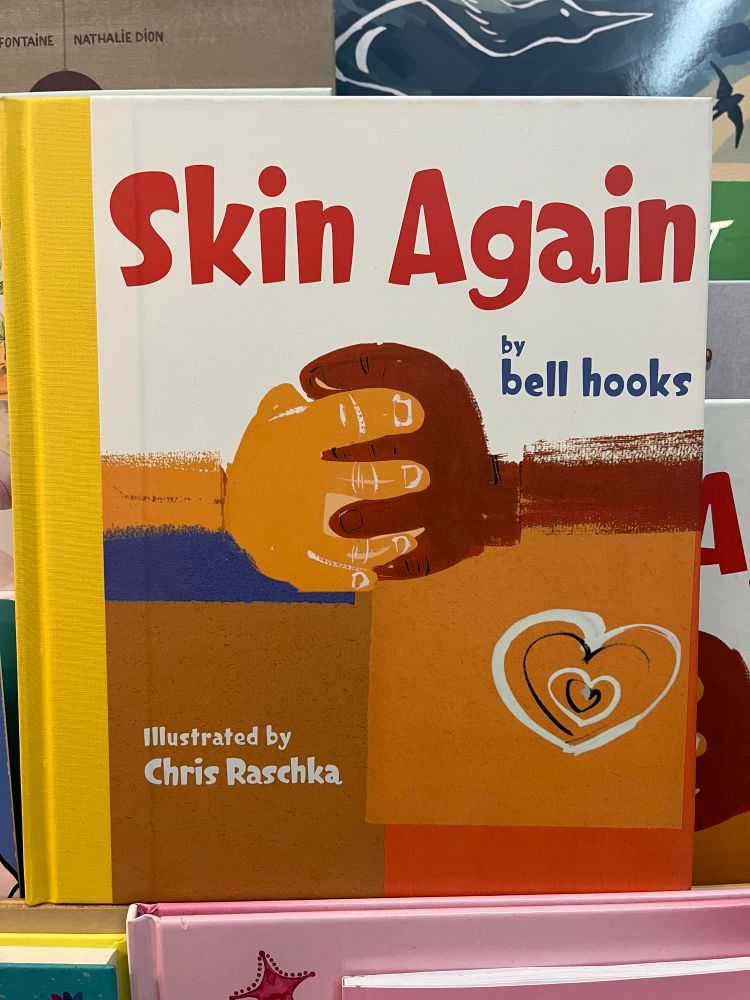 FONTAINE NATHALIE DION
Skin Again
by
bell hooks
Illustrated by
Chris Raschka
A